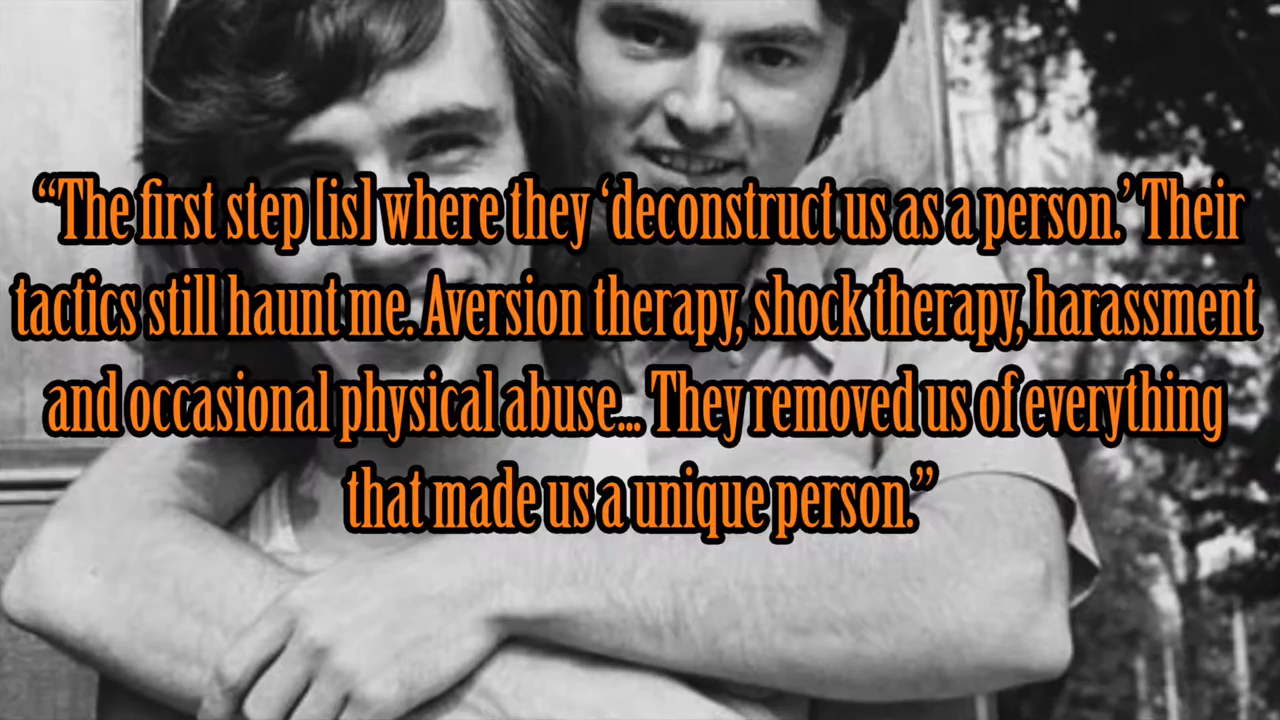 “The first step [is] where they ‘deconstruct us as a person.’ Their
tactics still haunt me. Aversion therapy, shock therapy, harassment
and occasional physical abuse... They removed us of everything
that made us a unique person.”